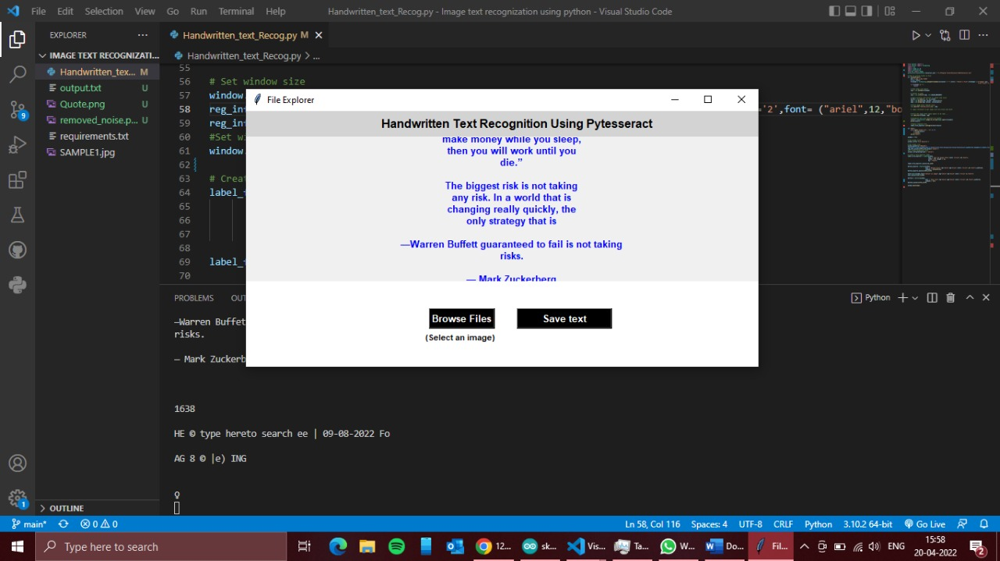 File Edit Selection View Go Run Terminal Help
Handwritten_text_Recog.py - Image text recognization using python - Visual Studio Code
EXPLORER
IMAGE TEXT RECOGNIZATI...
Handwritten_tex... M
output.txt U
Quote.png U
removed_noise.p... U
requirements.txt
SAMPLE1.jpg
OUTLINE
Handwritten_text_Recog.py M
Handwritten_text_Recog.py > ...
55
56 # Set window size
57 window
58 reg_in ='2',font= ("arie1",12,"bo
59 reg_in
60 #Set wi
61 window
62
63 # Creat
64 label_
65
66
67
68
69 label_
70
File Explorer
Handwritten Text Recognition Using Pytesseract
make money while you sleep,
then you will work until you
die.”
The biggest risk is not taking
any risk. In a world that is
changing really quickly, the
only strategy that is
—Warren Buffett guaranteed to fail is not taking
risks.
— Mark Zuckerberg
Browse Files
Save text
(Select an image)
PROBLEMS OUT
Python
—Warren Buffet
risks.
— Mark Zuckerb
1638
HE © type hereto search ee | 09-08-2022 Fo
AG 8 © |e) ING
♀
9
1
main* 0 0
Ln 58, Col 116 Spaces: 4 UTF-8 CRLF Python 3.10.2 64-bit Go Live
Type here to search
12... sk... Vis... Ta... W... Do... Fil...
ENG
15:58
20-04-2022
2